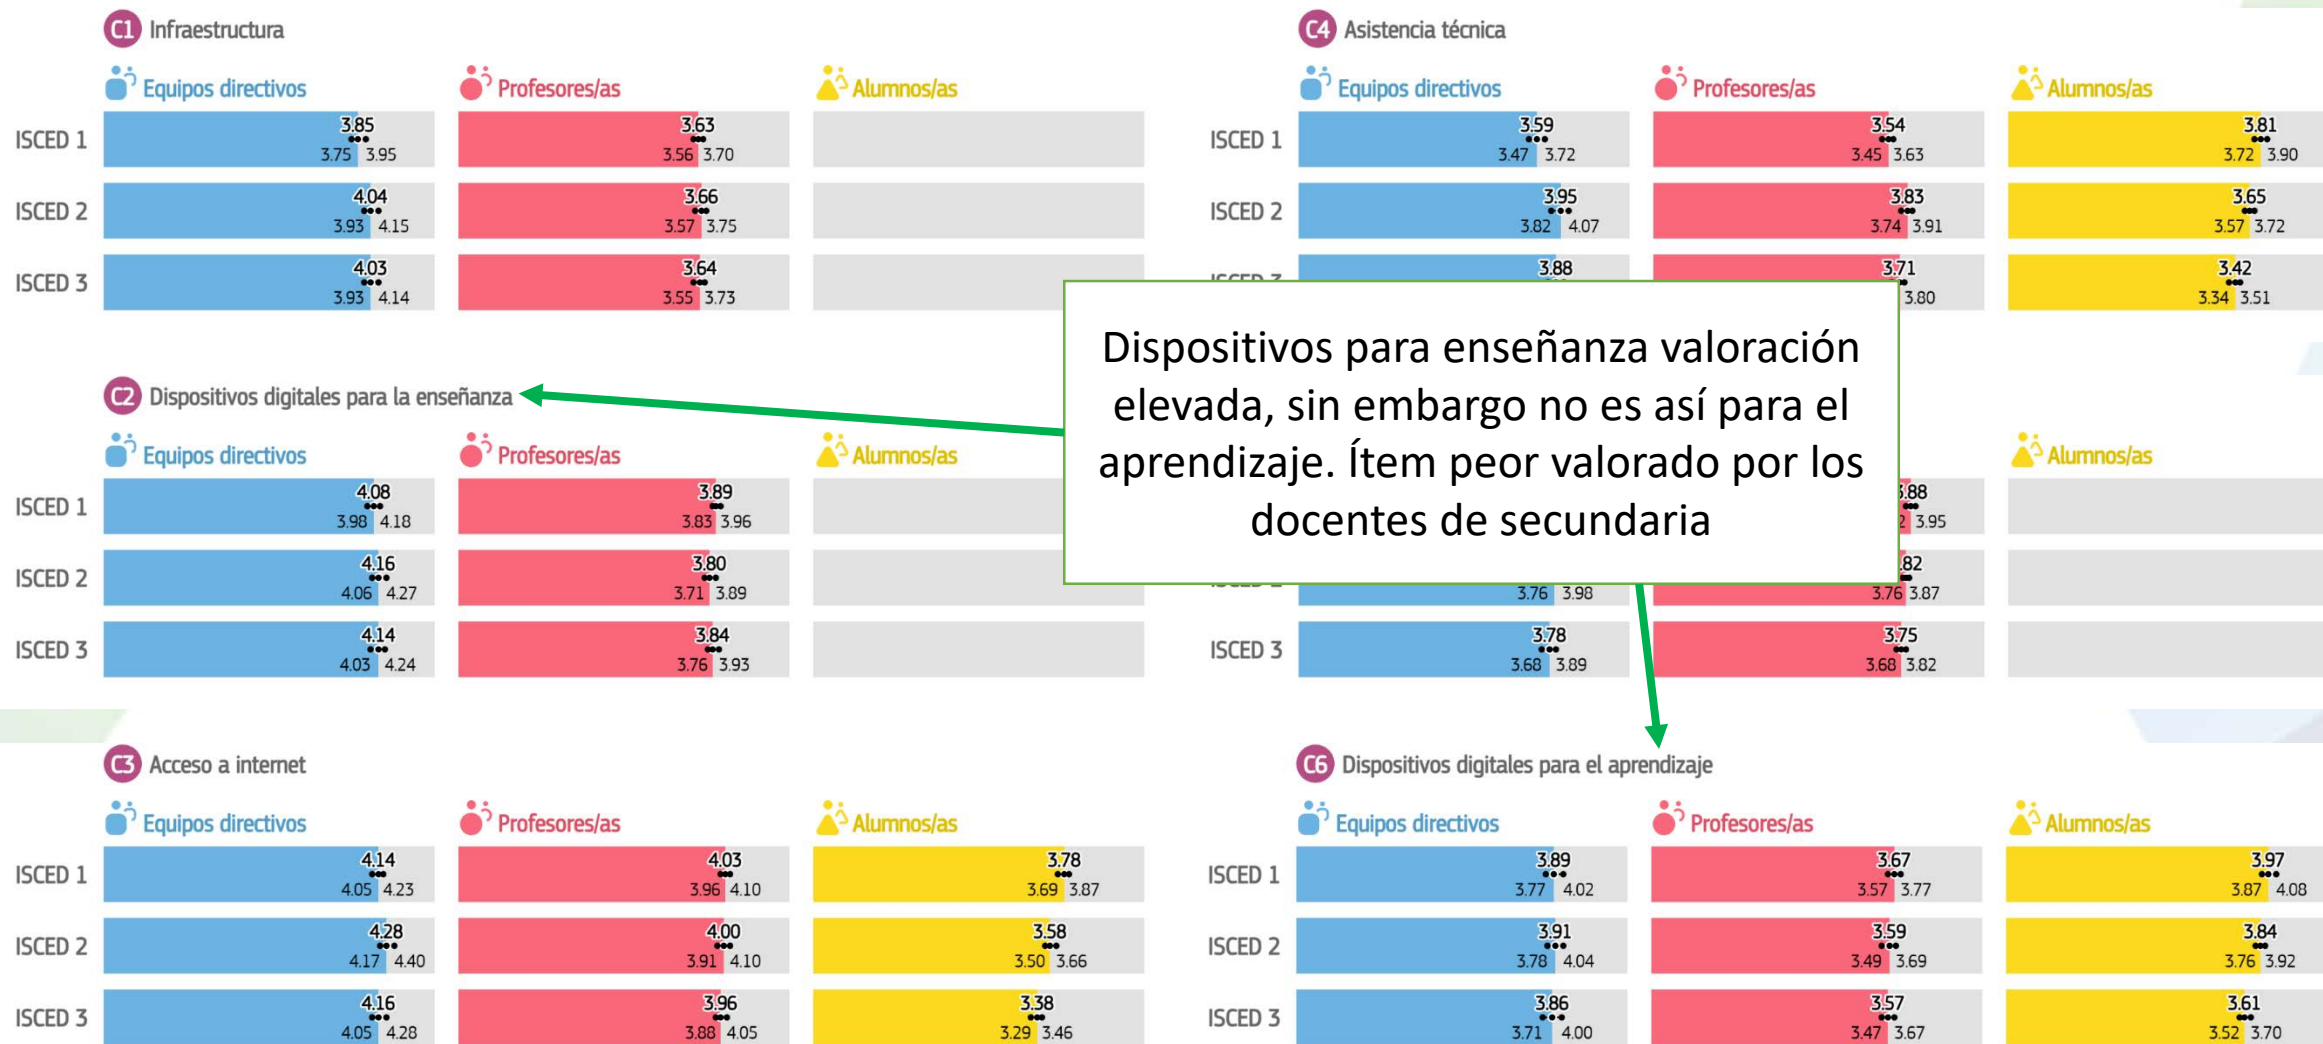 C1 Infraestructura
Equipos directivos Profesores/as Alumnos/as
ISCED 1 3.85 3.75 3.95 3.63 3.56 3.70
ISCED 2 4.04 3.93 4.15 3.66 3.57 3.75
ISCED 3 4.03 3.93 4.14 3.64 3.55 3.73
C2 Dispositivos digitales para la enseñanza
Equipos directivos Profesores/as Alumnos/as
ISCED 1 4.08 3.98 4.18 3.89 3.83 3.96
ISCED 2 4.16 4.06 4.27 3.80 3.71 3.89
ISCED 3 4.14 4.03 4.24 3.84 3.76 3.93
C3 Acceso a internet
Equipos directivos Profesores/as Alumnos/as
ISCED 1 4.14 4.05 4.23 4.03 3.96 4.10 3.78 3.69 3.87
ISCED 2 4.28 4.17 4.40 4.00 3.91 4.10 3.58 3.50 3.66
ISCED 3 4.16 4.05 4.28 3.96 3.88 4.05 3.38 3.29 3.46
C4 Asistencia técnica
Equipos directivos Profesores/as Alumnos/as
ISCED 1 3.59 3.47 3.72 3.54 3.45 3.63 3.81 3.72 3.90
ISCED 2 3.95 3.82 4.07 3.83 3.74 3.91 3.65 3.57 3.72
3.88 3.71 3.80 3.42 3.34 3.51
Dispositivos para enseñanza valoración
elevada, sin embargo no es así para el
aprendizaje. Ítem peor valorado por los
docentes de secundaria
Alumnos/as
3.95
3.76 3.98 3.76 3.87
ISCED 3 3.78 3.68 3.89 3.75 3.68 3.82
C6 Dispositivos digitales para el aprendizaje
Equipos directivos Profesores/as Alumnos/as
ISCED 1 3.89 3.77 4.02 3.67 3.57 3.77 3.97 3.87 4.08
ISCED 2 3.91 3.78 4.04 3.59 3.49 3.69 3.84 3.76 3.92
ISCED 3 3.86 3.71 4.00 3.57 3.47 3.67 3.61 3.52 3.70